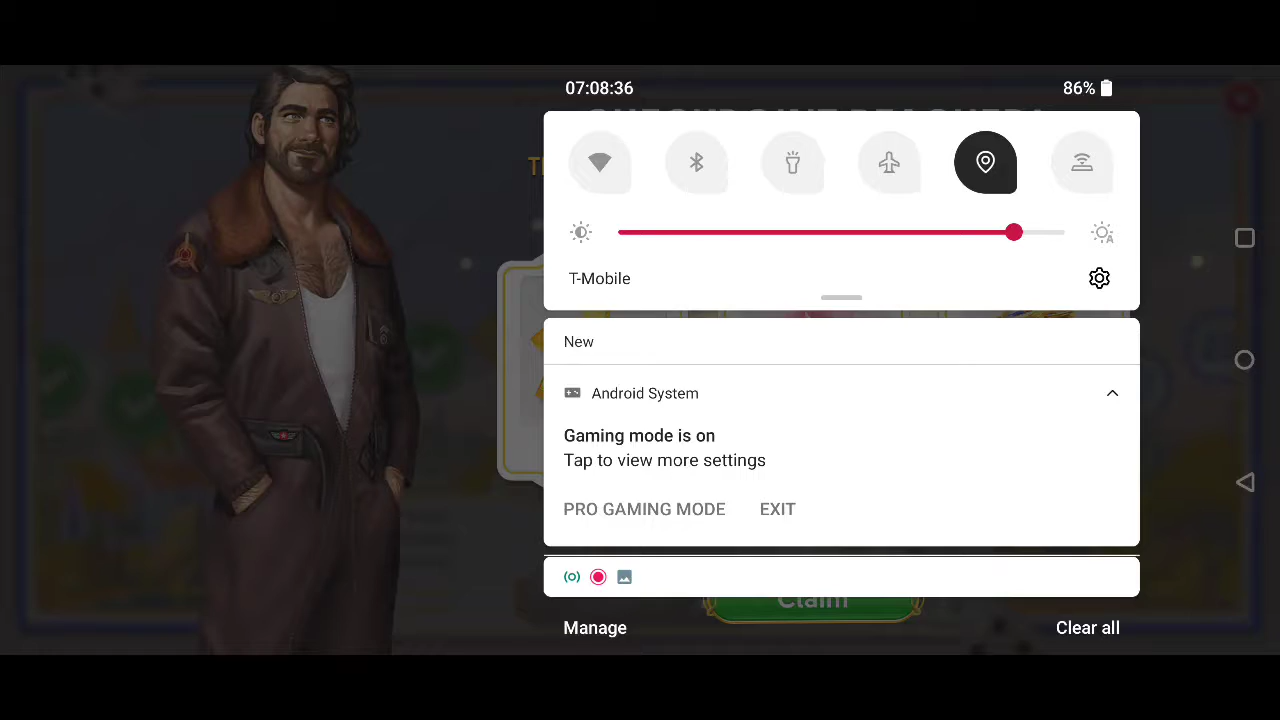 07:08:36
86%
T-Mobile
New
Android System
Gaming mode is on
Tap to view more settings
PRO GAMING MODE EXIT
Claim
Manage
Clear all